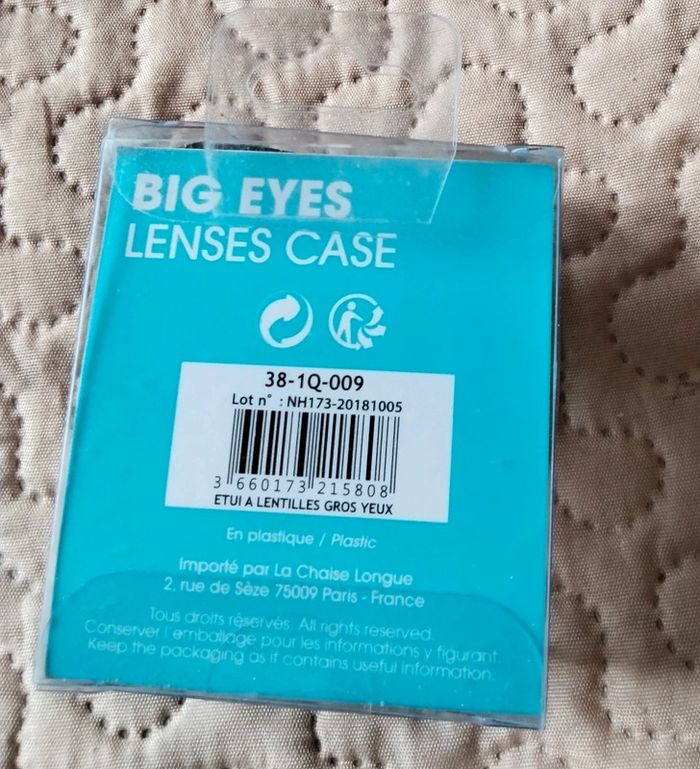 BIG EYES
LENSES CASE
38-1Q-009
Lot n° : NH173-20181005
3 660173 215808
ETUI A LENTILLES GROS YEUX
En plastique / Plastic
Importé par La Chaise Longue
2, rue de Sèze 75009 Paris - France
Tous droits réservés. All rights reserved.
Conserver l emballage pour les informations y figurant.
Keep the packaging as it contains useful information.